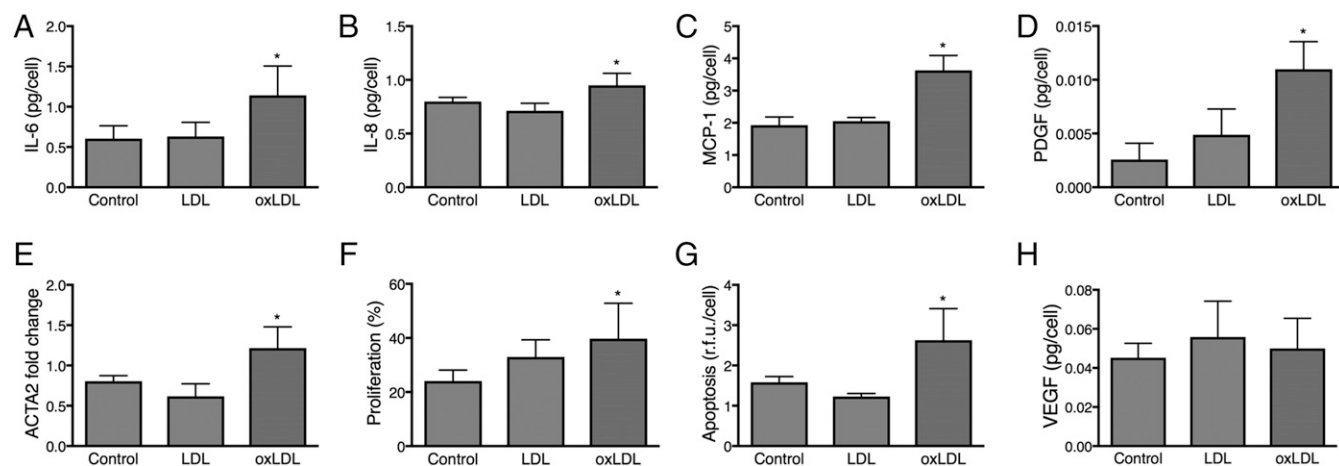 A
IL-6 (pg/cell)
2.0
1.5
1.0
0.5
0.0
*
Control LDL oxLDL
B
IL-8 (pg/cell)
1.5
1.0
0.5
0.0
*
Control LDL oxLDL
C
MCP-1 (pg/cell)
5
4
3
2
1
0
*
Control LDL oxLDL
D
PDGF (pg/cell)
0.015
0.010
0.005
0.000
*
Control LDL oxLDL
E
ACTA2 fold change
2.0
1.5
1.0
0.5
0.0
*
Control LDL oxLDL
F
Proliferation (%)
60
40
20
0
*
Control LDL oxLDL
G
Apoptosis (r.f.u./cell)
4
3
2
1
0
*
Control LDL oxLDL
H
VEGF (pg/cell)
0.08
0.06
0.04
0.02
0.00
Control LDL oxLDL